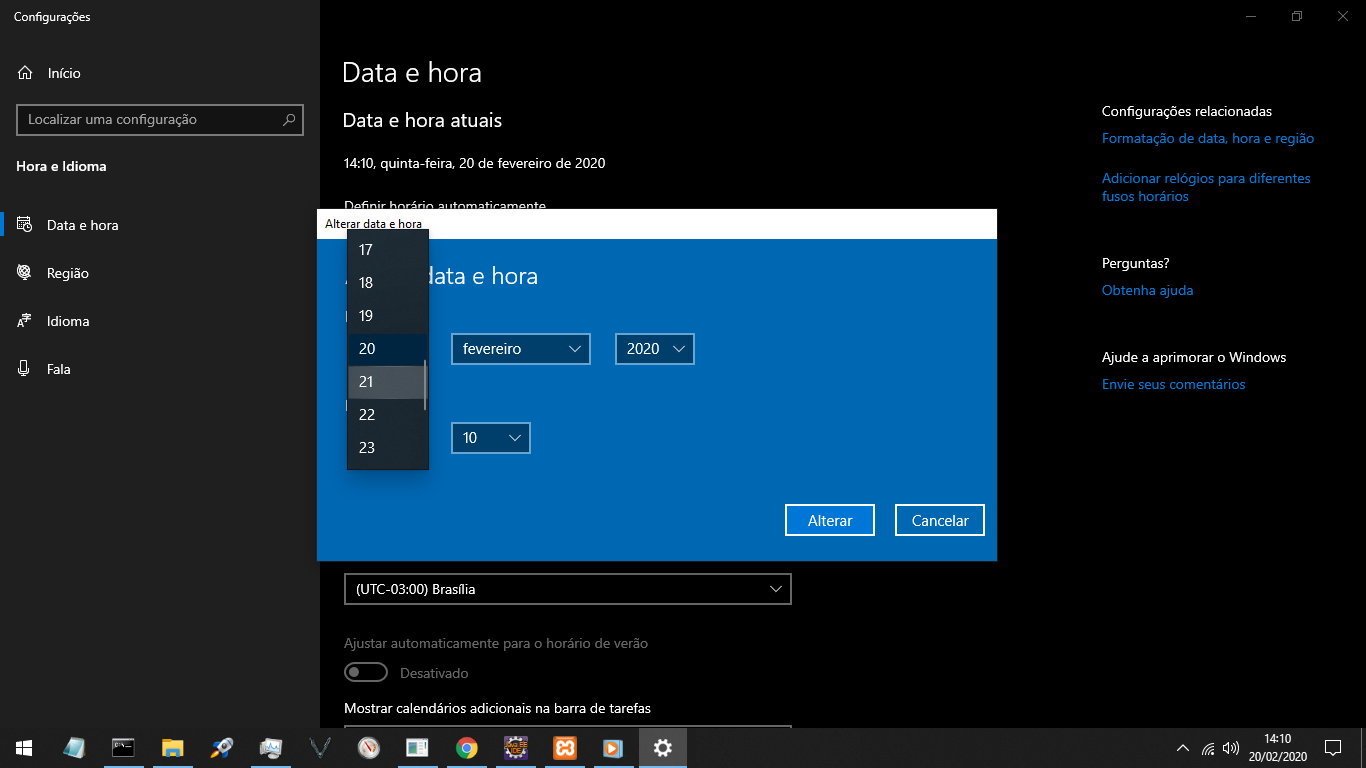 Configurações
Início
Localizar uma configuração
Hora e Idioma
Data e hora
Região
Idioma
Fala
Data e hora
Data e hora atuais
14:10, quinta-feira, 20 de fevereiro de 2020
Definir horário automaticamente
Alterar data e hora
data e hora
17
18
19
20
21
22
23
fevereiro
2020
10
Alterar
Cancelar
(UTC-03:00) Brasília
Ajustar automaticamente para o horário de verão
Desativado
Mostrar calendários adicionais na barra de tarefas
Configurações relacionadas
Formatação de data, hora e região
Adicionar relógios para diferentes
fusos horários
Perguntas?
Obtenha ajuda
Ajude a aprimorar o Windows
Envie seus comentários
14:10
20/02/2020